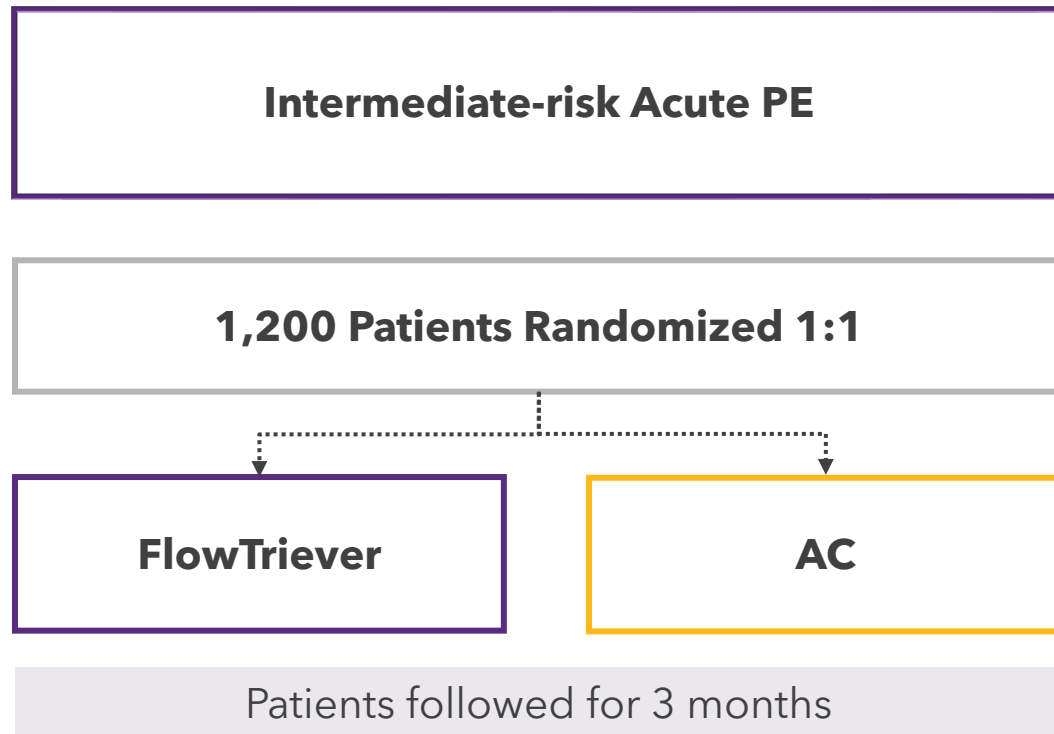 Intermediate-risk Acute PE
1,200 Patients Randomized 1:1
FlowTriever
AC
Patients followed for 3 months